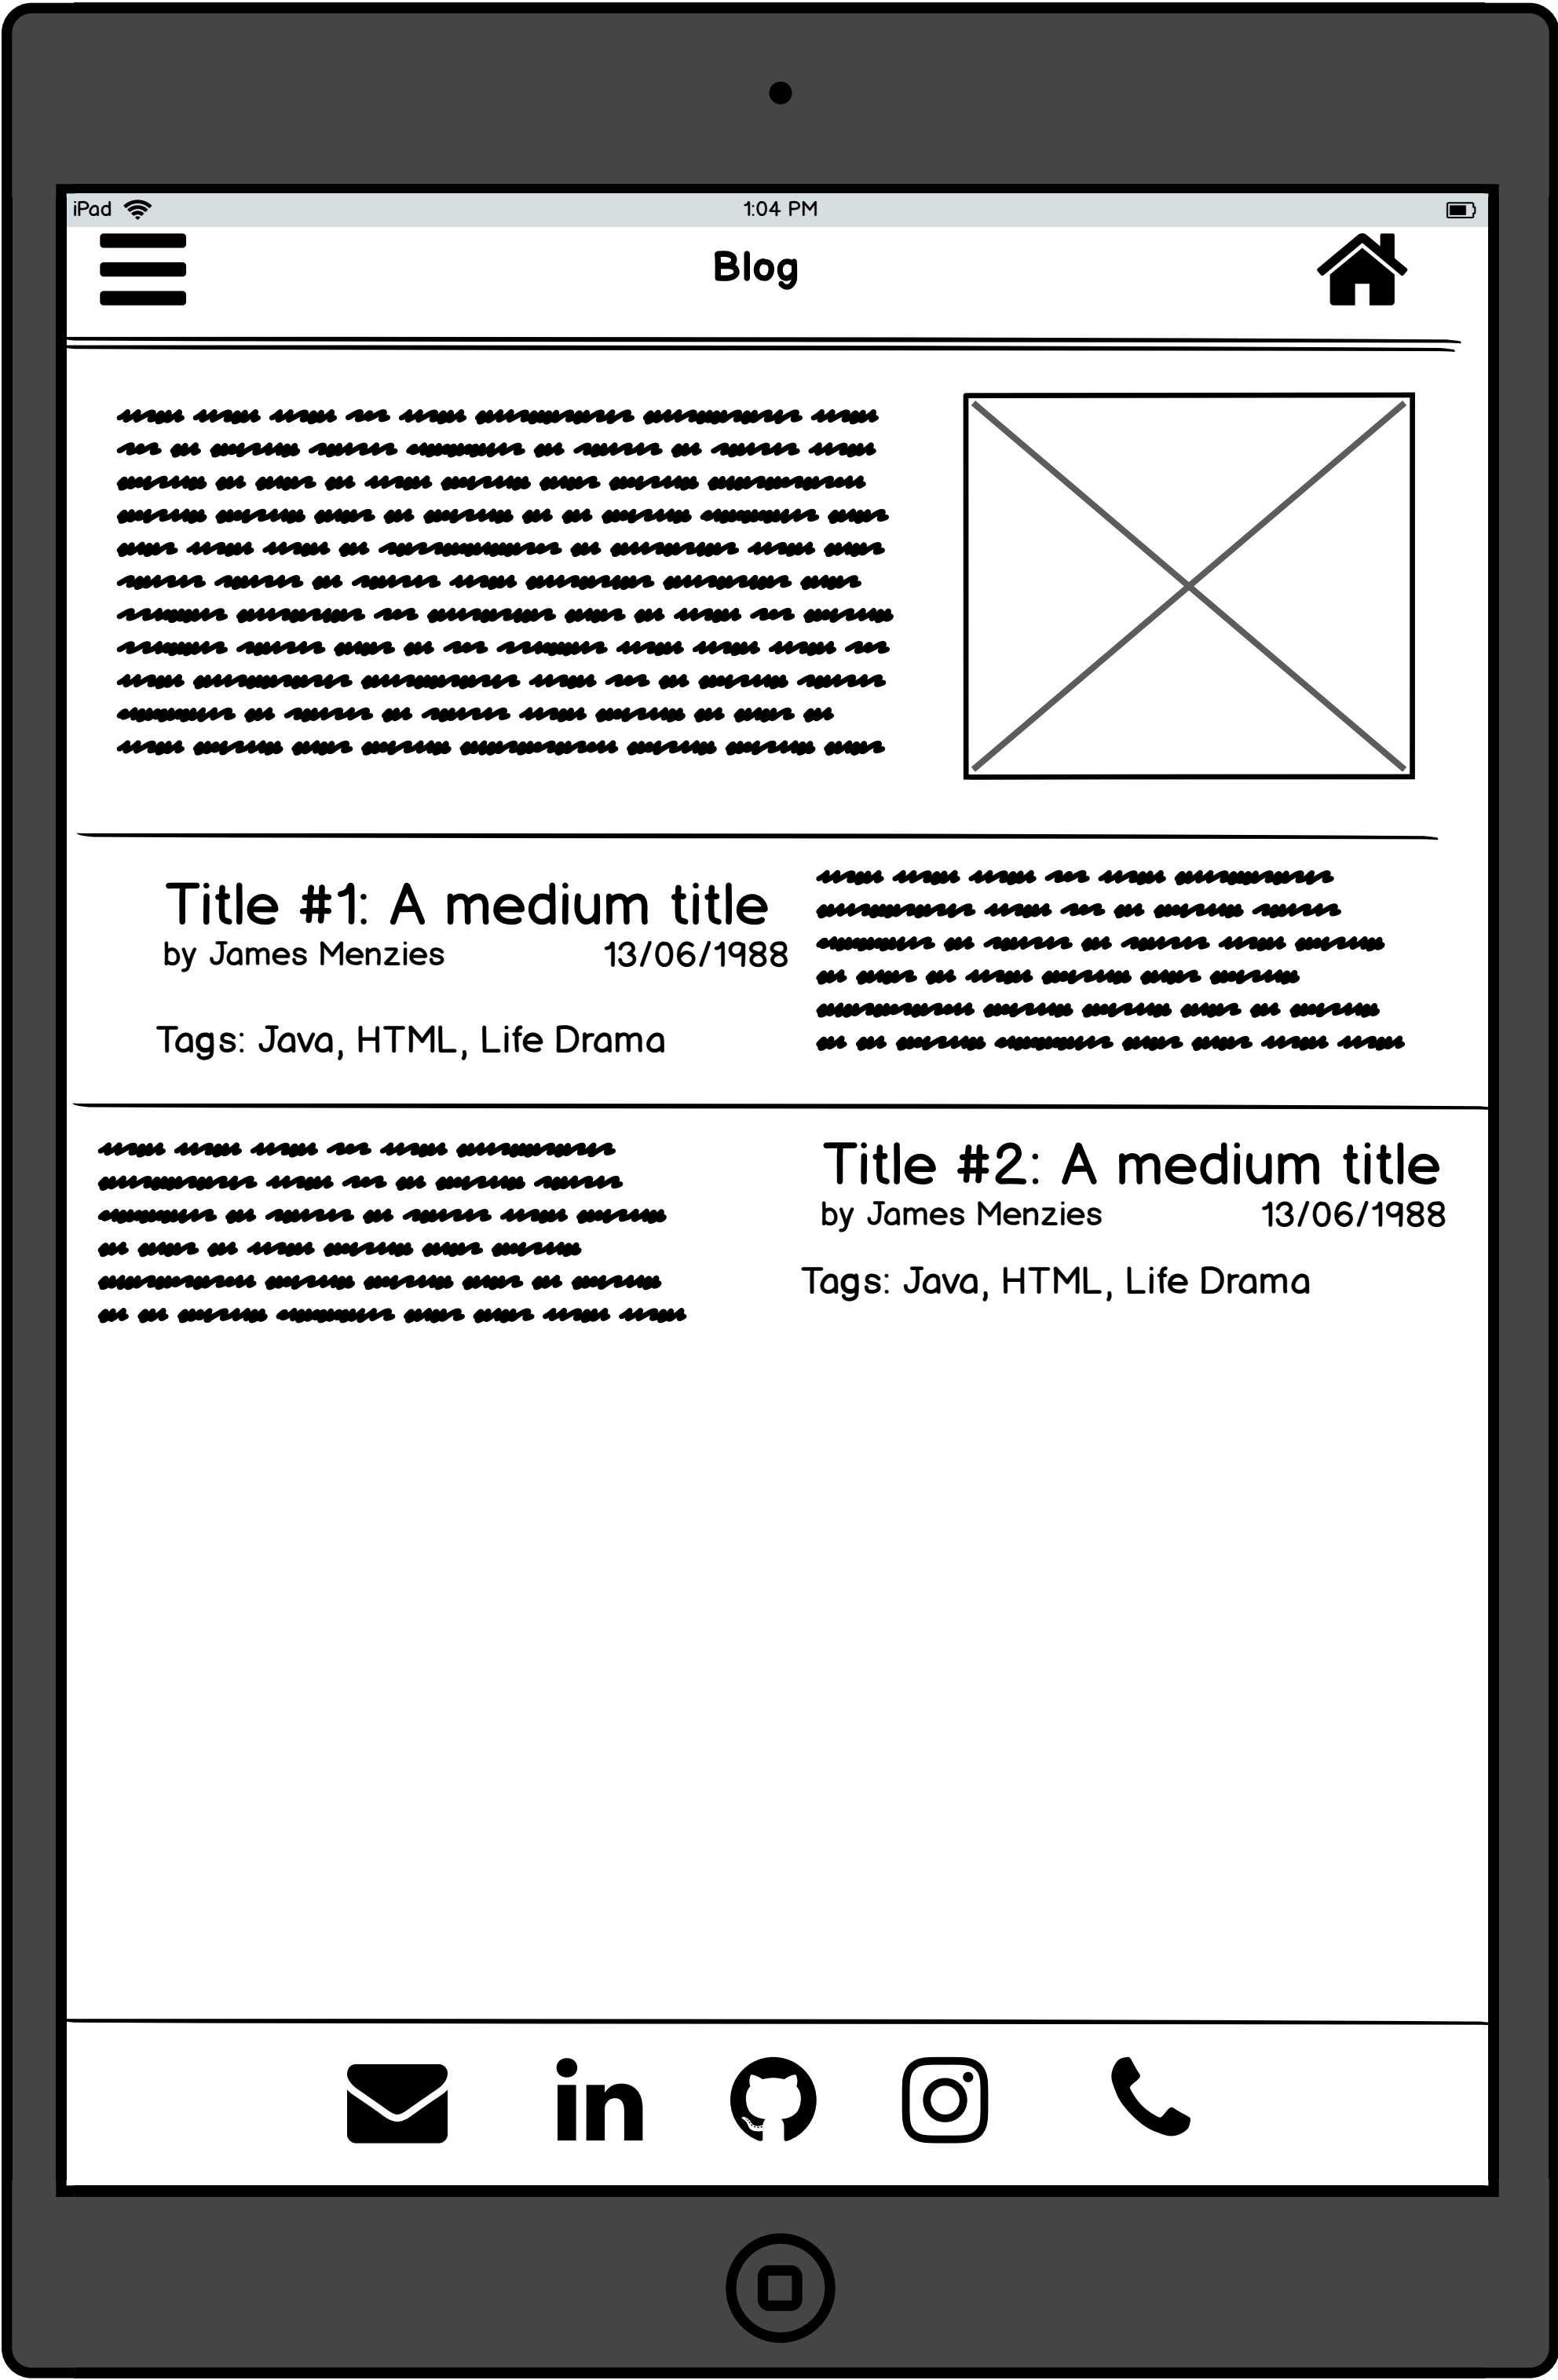 iPad
1:04 PM
Blog
Title #1: A medium title
by James Menzies 13/06/1988
Tags: Java, HTML, Life Drama
Title #2: A medium title
by James Menzies 13/06/1988
Tags: Java, HTML, Life Drama
in